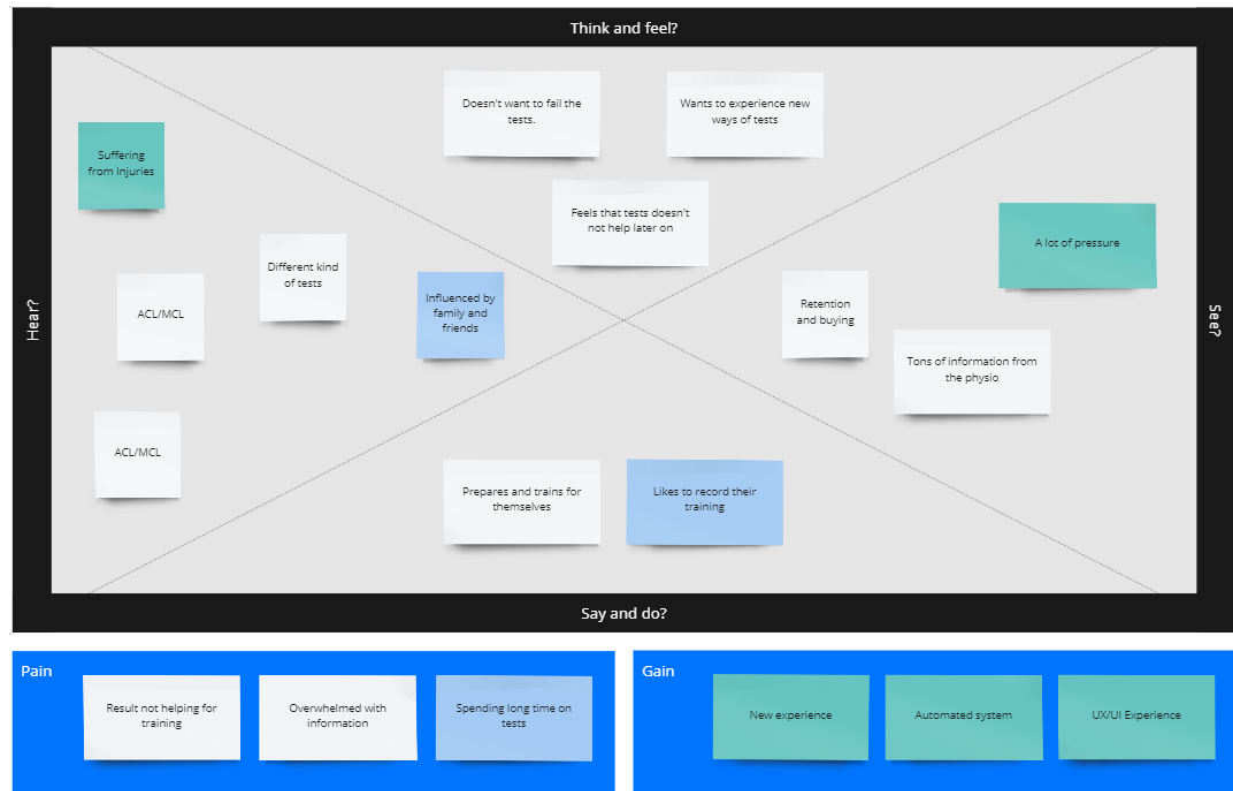 Think and feel?
Doesn't want to fail the
tests.
Wants to experience new
ways of tests
Feels that tests doesn't
not help later on
Hear?
Suffering
from Injuries
Different kind
of tests
ACL/MCL
Influenced by
family and
friends
ACL/MCL
See?
A lot of pressure
Retention
and buying
Tons of information from
the physio
Prepares and trains for
themselves
Likes to record their
training
Say and do?
Pain
Result not helping for
training
Overwhelmed with
information
Spending long time on
tests
Gain
New experience
Automated system
UX/UI Experience